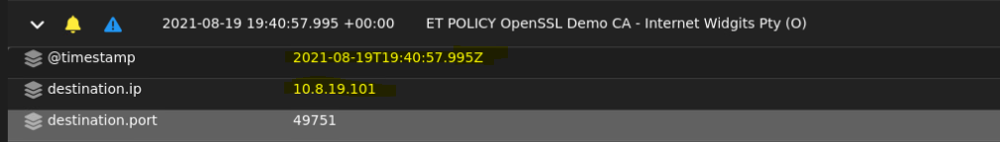 2021-08-19 19:40:57.995 +00:00 ET POLICY OpenSSL Demo CA - Internet Widgits Pty (O)
@timestamp 2021-08-19T19:40:57.995Z
destination.ip 10.8.19.101
destination.port 49751